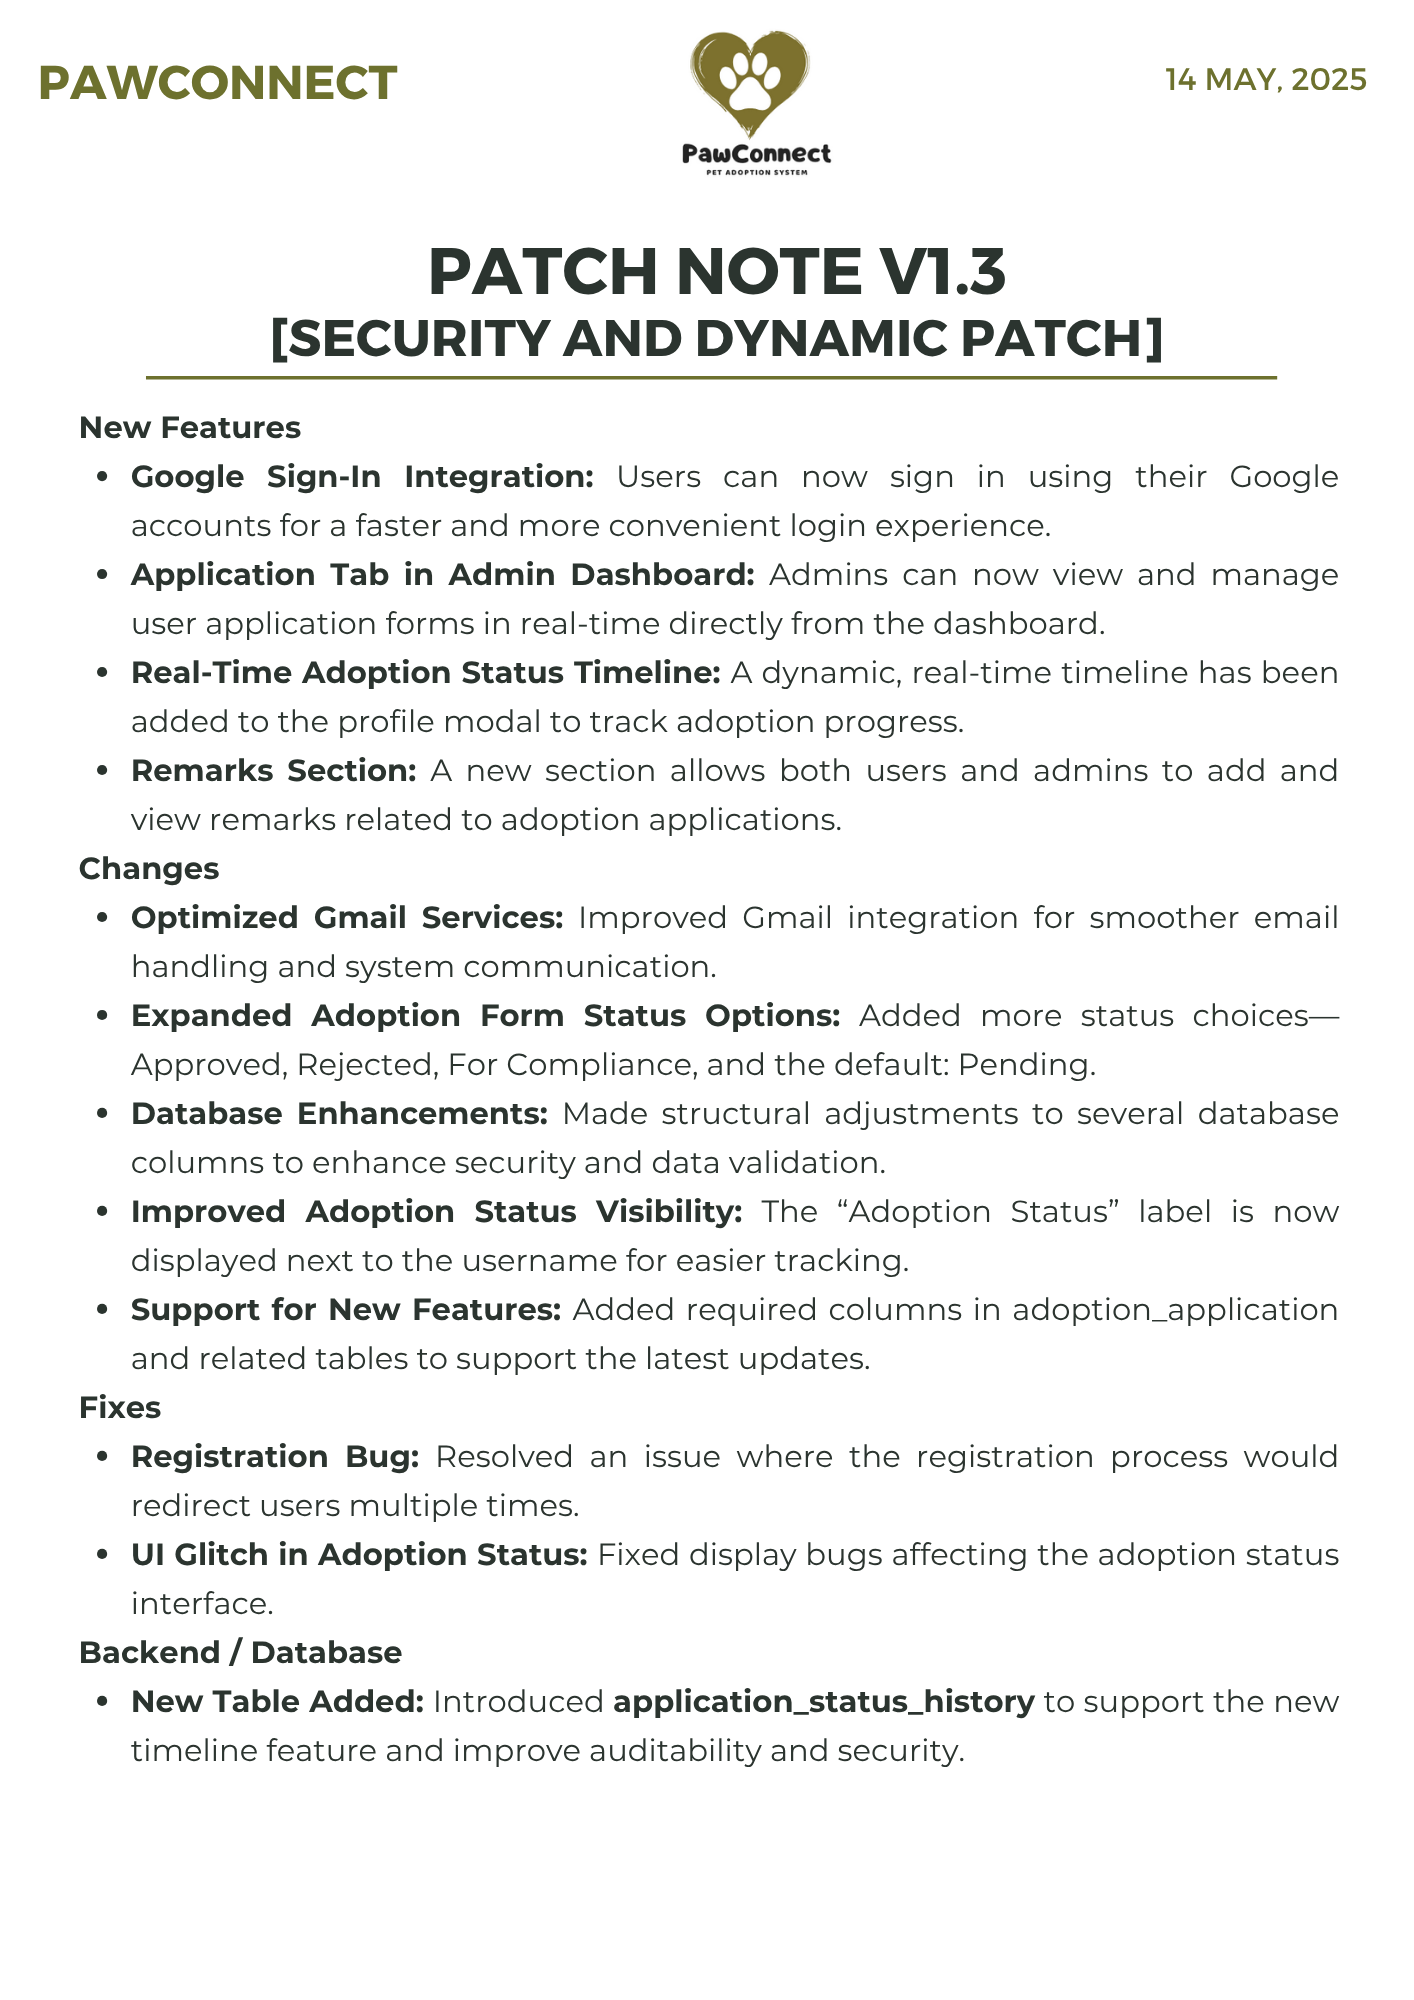 PAWCONNECT
PawConnect
PET ADOPTION SYSTEM
14 MAY, 2025
PATCH NOTE V1.3
[SECURITY AND DYNAMIC PATCH]
New Features
• Google Sign-In Integration: Users can now sign in using their Google
accounts for a faster and more convenient login experience.
• Application Tab in Admin Dashboard: Admins can now view and manage
user application forms in real-time directly from the dashboard.
• Real-Time Adoption Status Timeline: A dynamic, real-time timeline has been
added to the profile modal to track adoption progress.
• Remarks Section: A new section allows both users and admins to add and
view remarks related to adoption applications.
Changes
• Optimized Gmail Services: Improved Gmail integration for smoother email
handling and system communication.
• Expanded Adoption Form Status Options: Added more status choices—
Approved, Rejected, For Compliance, and the default: Pending.
• Database Enhancements: Made structural adjustments to several database
columns to enhance security and data validation.
• Improved Adoption Status Visibility: The “Adoption Status” label is now
displayed next to the username for easier tracking.
• Support for New Features: Added required columns in adoption_application
and related tables to support the latest updates.
Fixes
• Registration Bug: Resolved an issue where the registration process would
redirect users multiple times.
• UI Glitch in Adoption Status: Fixed display bugs affecting the adoption status
interface.
Backend / Database
• New Table Added: Introduced application_status_history to support the new
timeline feature and improve auditability and security.